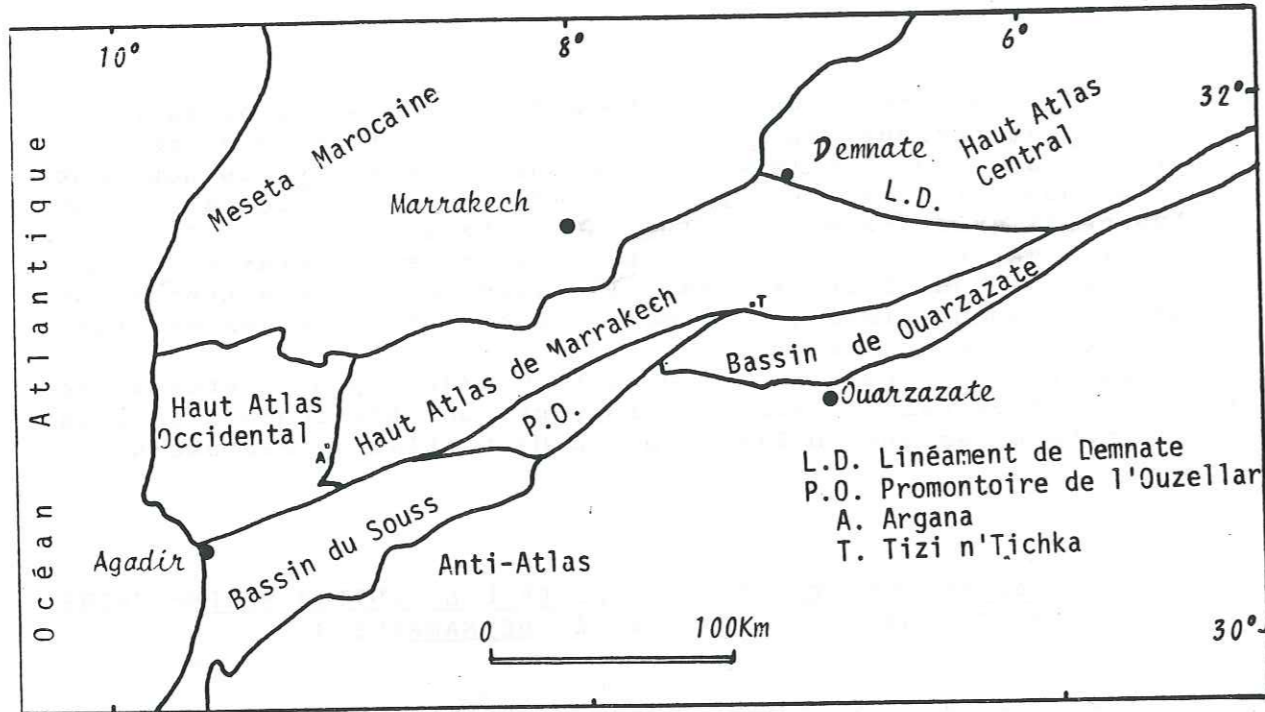 10°
8°
6°
32°
Océan Atlantique
Meseta Marocaine
Marrakech
Demnate
Haut Atlas
Central
L.D.
.T
Haut Atlas de Marrakech
Bassin de Ouarzazate
Haut Atlas
Occidental
A
P.O.
Ouarzazate
L.D. Linéament de Demnate
P.O. Promontoire de l'Ouzellar
A. Argana
T. Tizi n'Tichka
Agadir
Bassin du Souss
Anti-Atlas
0
100Km
30°